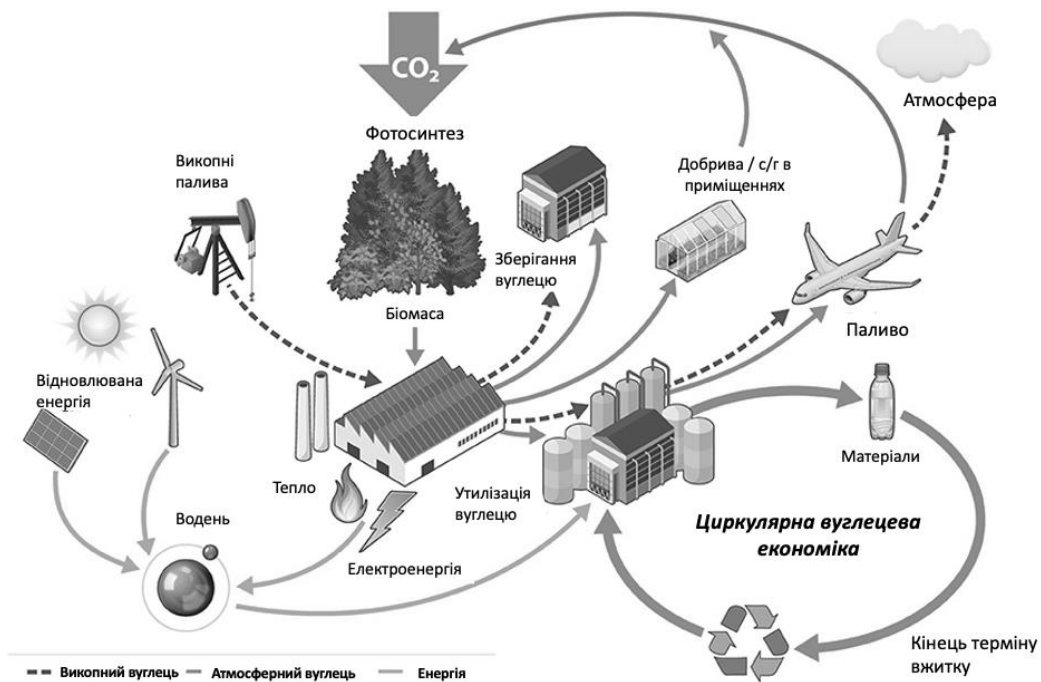 CO₂
Атмосфера
Фотосинтез
Викопні
палива
Добрива / с/г в
приміщеннях
Зберігання
вуглецю
Біомаса
Паливо
Відновлювана
енергія
Матеріали
Тепло
Утилізація
вуглецю
Водень
Циркулярна вуглецева
економіка
Електроенергія
Кінець терміну
вжитку
Викопний вуглець
Атмосферний вуглець
Енергія